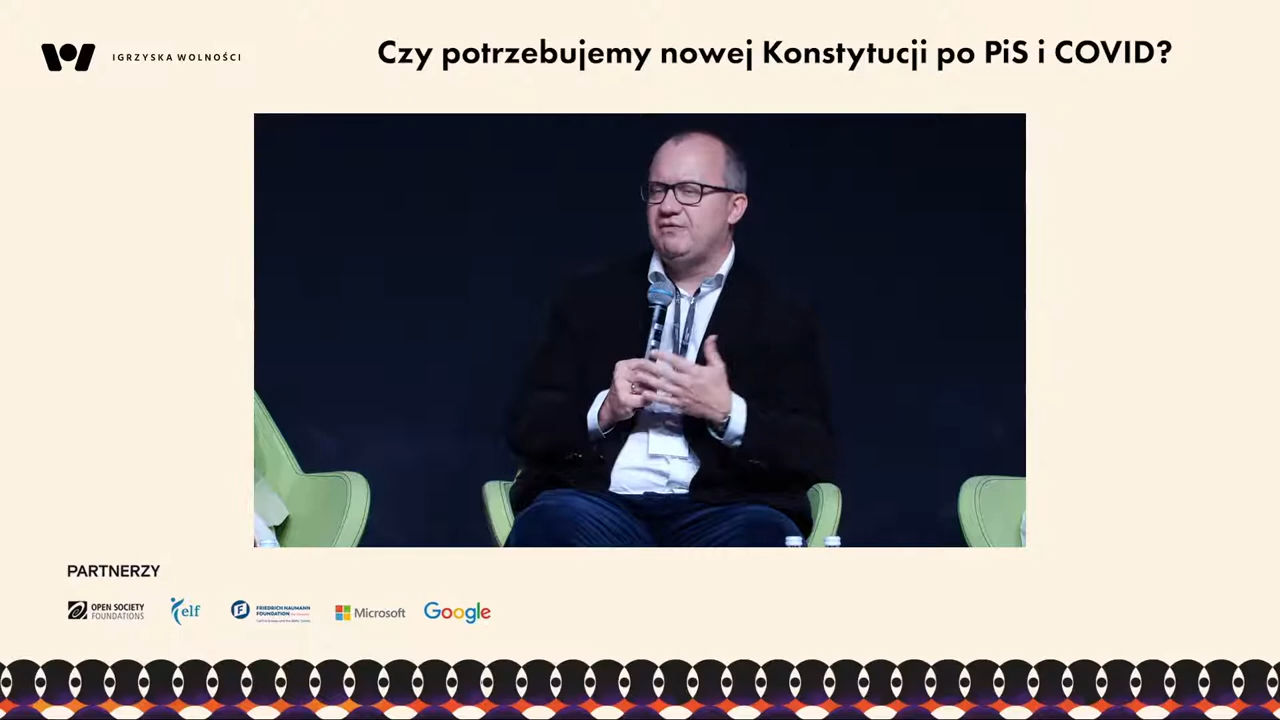 IGRZYSKA WOLNOŚCI
Czy potrzebujemy nowej Konstytucji po PiS i COVID?
PARTNERZY
OPEN SOCIETY
FOUNDATIONS
elf
FRIEDRICH NAUMANN
FOUNDATION
Microsoft
Google